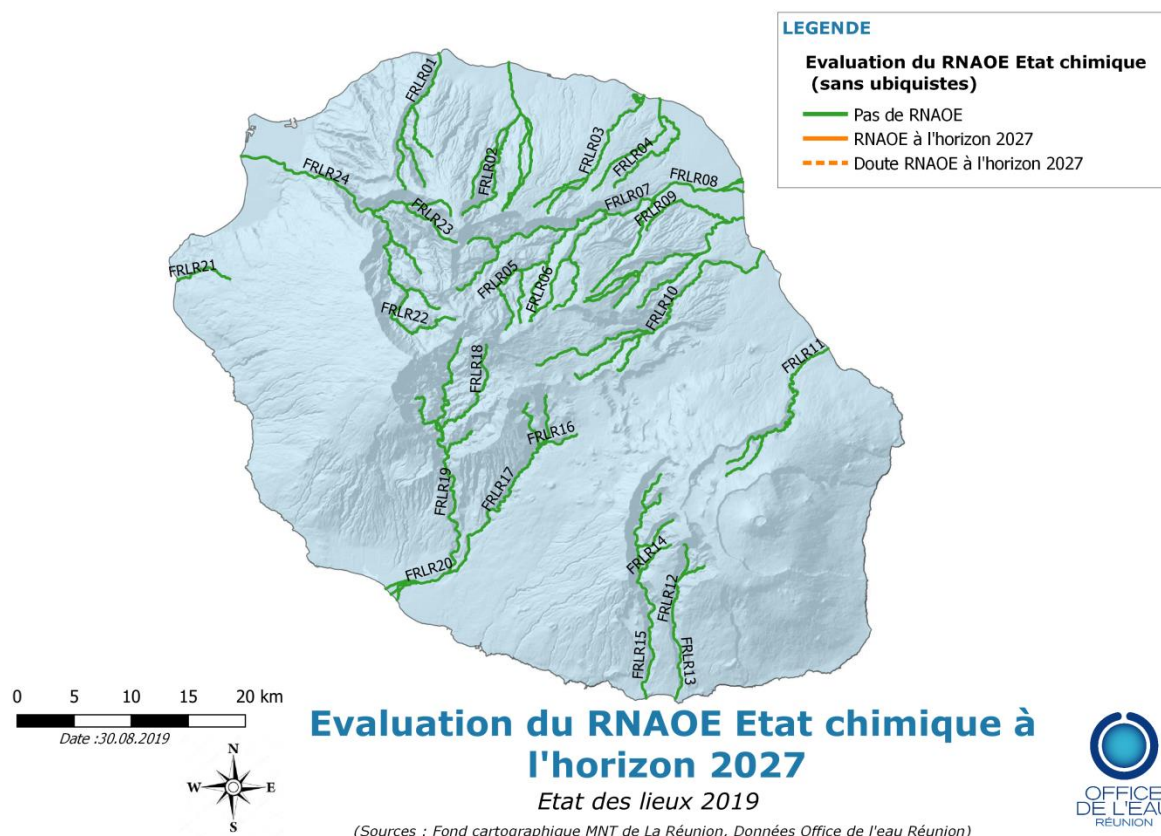 LEGENDE
Evaluation du RNAOE Etat chimique
(sans ubiquistes)
Pas de RNAOE
RNAOE à l'horizon 2027
Doute RNAOE à l'horizon 2027
FRLR01
FRLR02
FRLR03
FRLR04
FRLR24
FRLR23
FRLR07
FRLR08
FRLR09
FRLR21
FRLR05
FRLR06
FRLR22
FRLR10
FRLR18
FRLR11
FRLR16
FRLR19
FRLR17
FRLR14
FRLR20
FRLR12
FRLR15
FRLR13
0 5 10 15 20 km
Date :30.08.2019
N
W E
S
Evaluation du RNAOE Etat chimique à
l'horizon 2027
Etat des lieux 2019
(Sources : Fond cartographique MNT de La Réunion, Données Office de l'eau Réunion)
OFFICE
DE L'EAU
RÉUNION